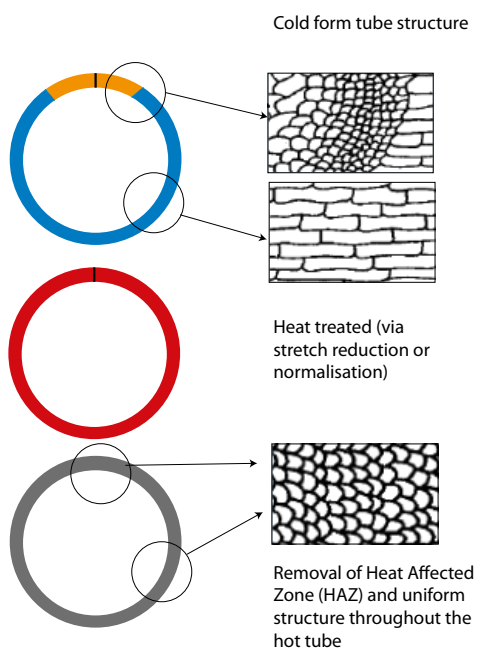 Cold form tube structure
Heat treated (via
stretch reduction or
normalisation)
Removal of Heat Affected
Zone (HAZ) and uniform
structure throughout the
hot tube